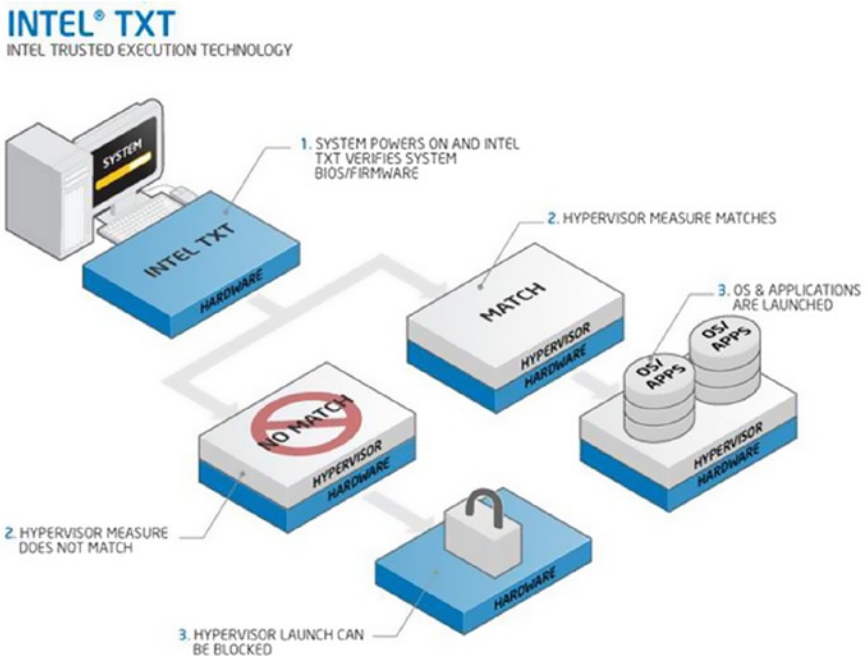 INTEL® TXT
INTEL TRUSTED EXECUTION TECHNOLOGY
SYSTEM
INTEL TXT
HARDWARE
1. SYSTEM POWERS ON AND INTEL
TXT VERIFIES SYSTEM
BIOS/FIRMWARE
2. HYPERVISOR MEASURE MATCHES
MATCH
HYPERVISOR
HARDWARE
3. OS & APPLICATIONS
ARE LAUNCHED
OS/
APPS
OS/
APPS
HYPERVISOR
HARDWARE
NO MATCH
HYPERVISOR
HARDWARE
2. HYPERVISOR MEASURE
DOES NOT MATCH
HARDWARE
3. HYPERVISOR LAUNCH CAN
BE BLOCKED